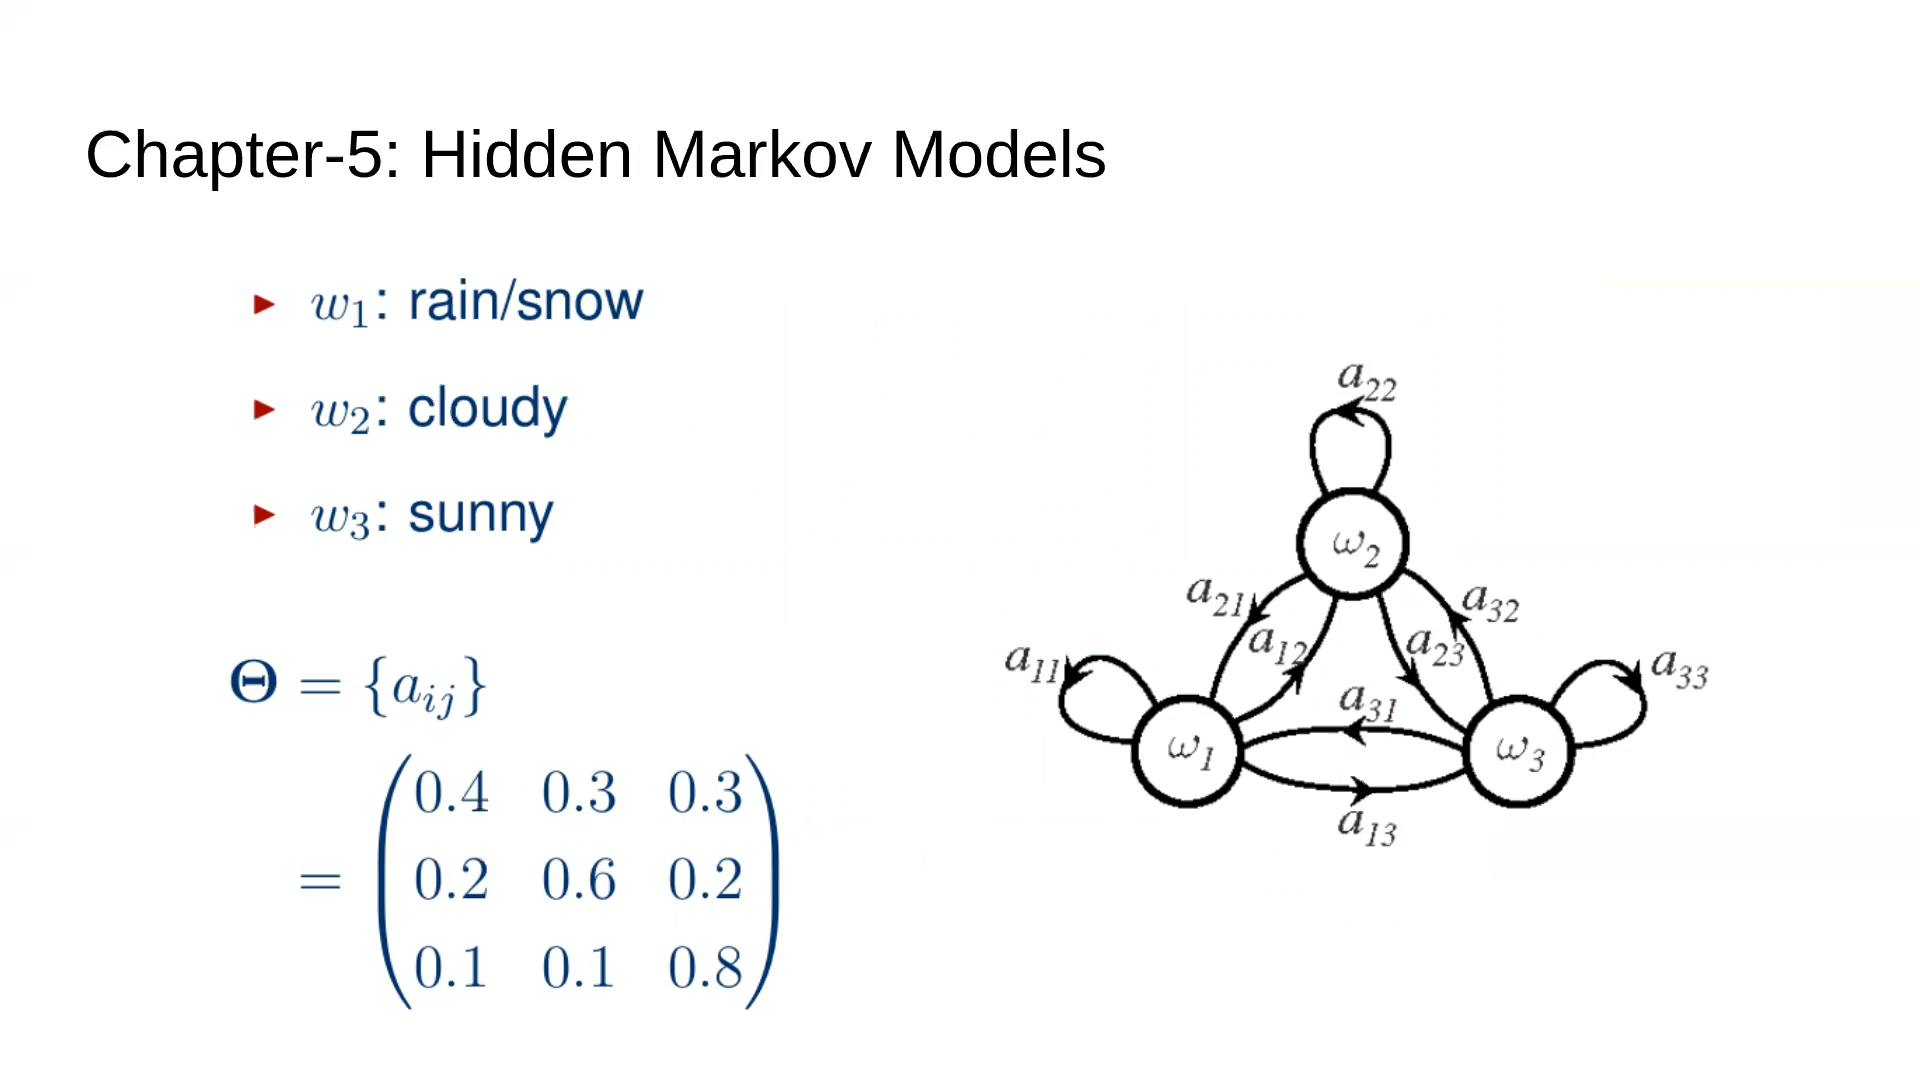 Chapter-5: Hidden Markov Models
▶ w₁: rain/snow
▶ w₂: cloudy
▶ w₃: sunny
Θ = {aᵢⱼ}
= (0.4 0.3 0.3
0.2 0.6 0.2
0.1 0.1 0.8)
a₂₂
ω₂
a₂₁
a₃₂
a₁₂
a₂₃
a₁₁
a₃₃
a₃₁
ω₁
ω₃
a₁₃